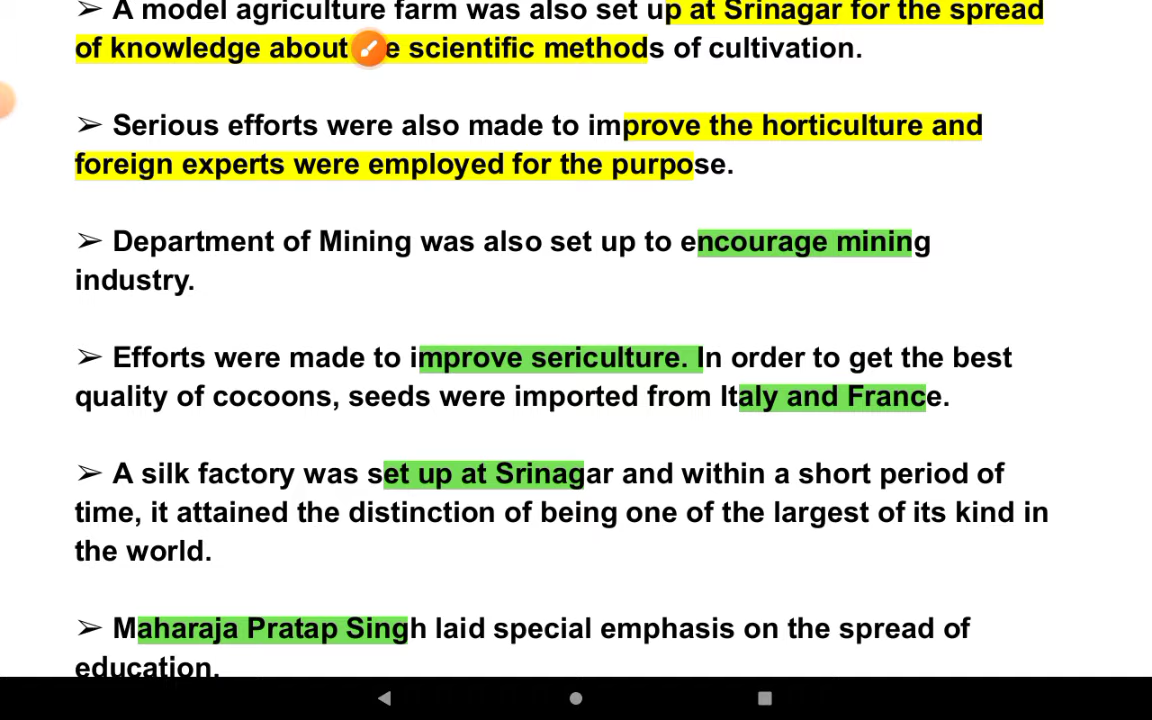 ➢ A model agriculture farm was also set up at Srinagar for the spread
of knowledge about e scientific methods of cultivation.
➢ Serious efforts were also made to improve the horticulture and
foreign experts were employed for the purpose.
➢ Department of Mining was also set up to encourage mining
industry.
➢ Efforts were made to improve sericulture. In order to get the best
quality of cocoons, seeds were imported from Italy and France.
➢ A silk factory was set up at Srinagar and within a short period of
time, it attained the distinction of being one of the largest of its kind in
the world.
➢ Maharaja Pratap Singh laid special emphasis on the spread of
education.